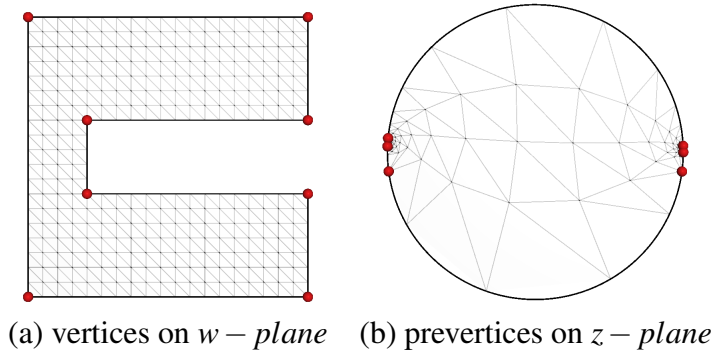 (a) vertices on w − plane (b) prevertices on z − plane